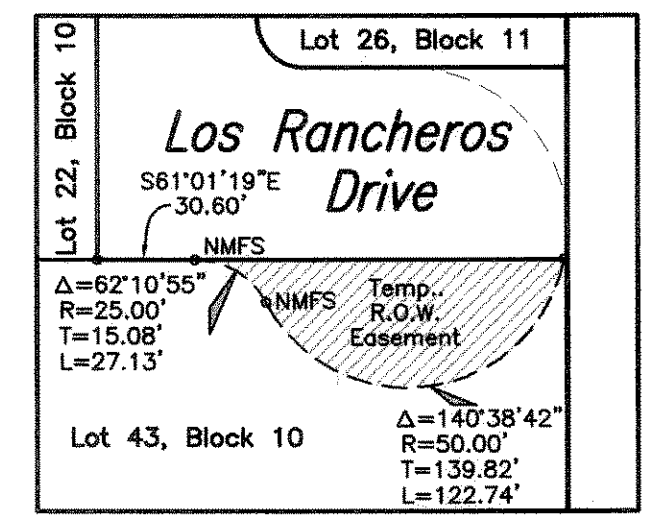 Lot 22, Block 10
Lot 26, Block 11
Los Rancheros
Drive
S61°01'19"E
30.60'
NMFS
Δ=62°10'55"
R=25.00'
T=15.08'
L=27.13'
NMFS
Temp..
R.O.W.
Easement
Δ=140°38'42"
R=50.00'
T=139.82'
L=122.74'
Lot 43, Block 10